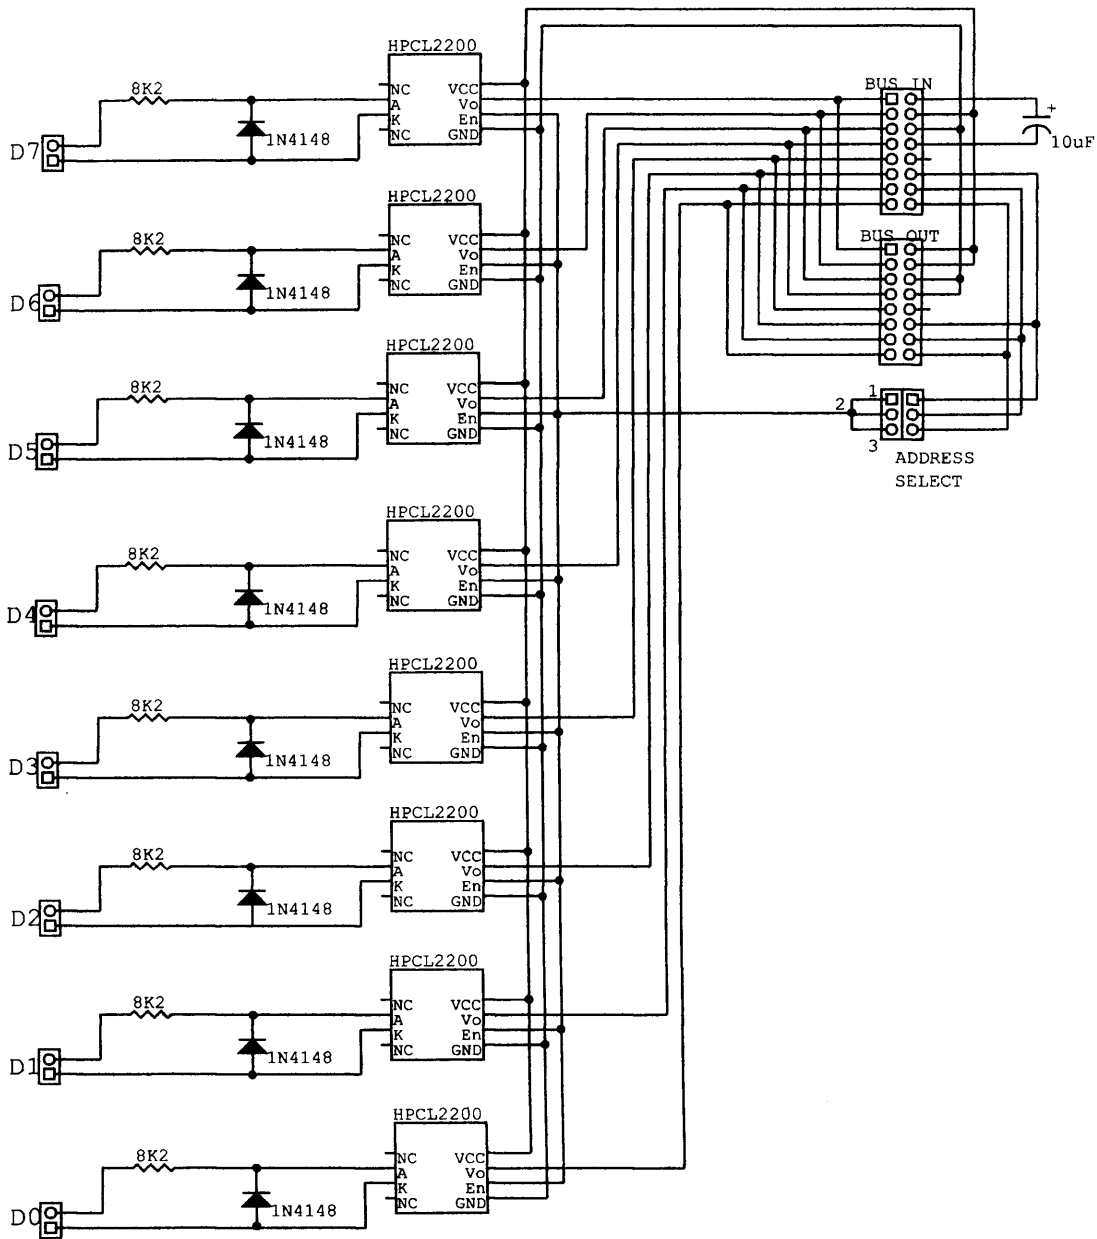 HPCL2200
8K2
NC
A
K
NC
VCC
Vo
En
GND
1N4148
D7
BUS IN
+
10uF
HPCL2200
8K2
NC
A
K
NC
VCC
Vo
En
GND
1N4148
D6
BUS OUT
HPCL2200
8K2
NC
A
K
NC
VCC
Vo
En
GND
1N4148
D5
1
2
3
ADDRESS
SELECT
HPCL2200
8K2
NC
A
K
NC
VCC
Vo
En
GND
1N4148
D4
HPCL2200
8K2
NC
A
K
NC
VCC
Vo
En
GND
1N4148
D3
HPCL2200
8K2
NC
A
K
NC
VCC
Vo
En
GND
1N4148
D2
HPCL2200
8K2
NC
A
K
NC
VCC
Vo
En
GND
1N4148
D1
HPCL2200
8K2
NC
A
K
NC
VCC
Vo
En
GND
1N4148
D0